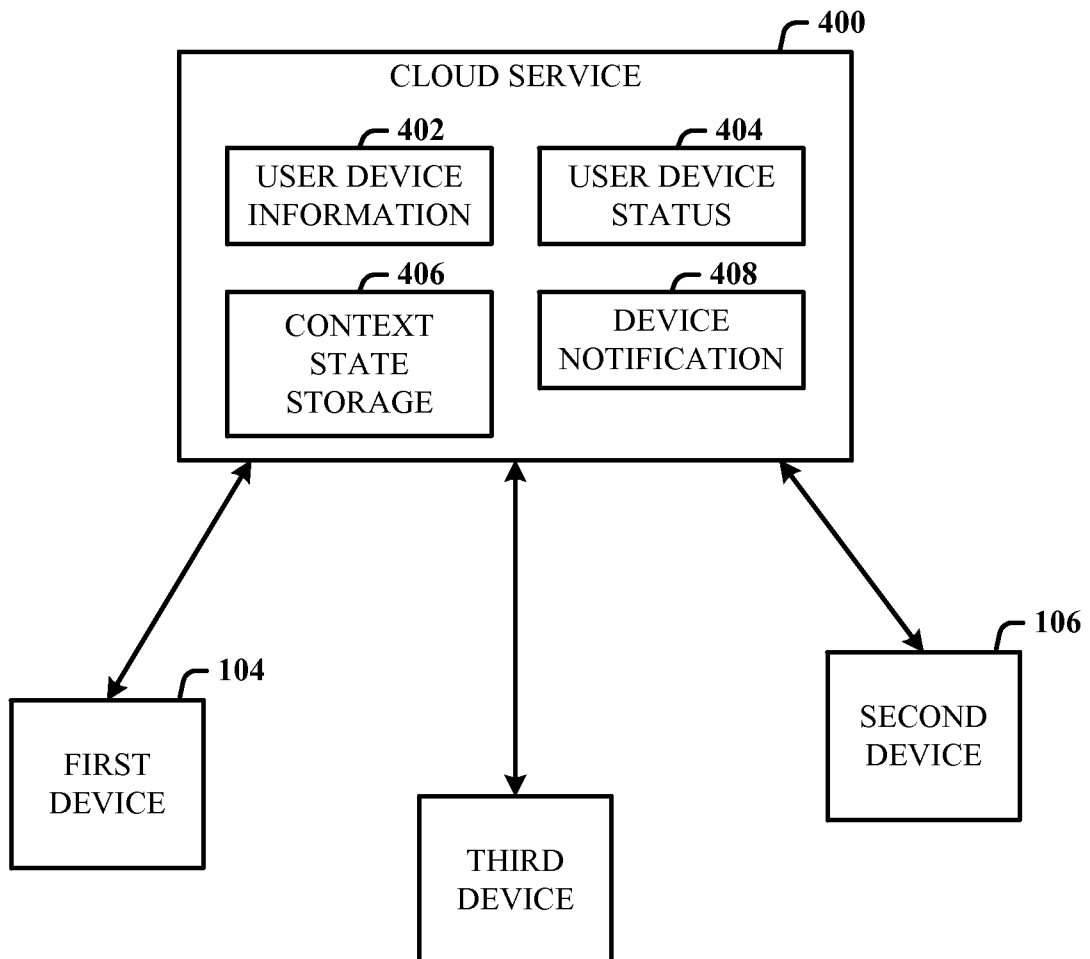 400
CLOUD SERVICE
402
USER DEVICE
INFORMATION
404
USER DEVICE
STATUS
406
CONTEXT
STATE
STORAGE
408
DEVICE
NOTIFICATION
104
FIRST
DEVICE
106
SECOND
DEVICE
THIRD
DEVICE